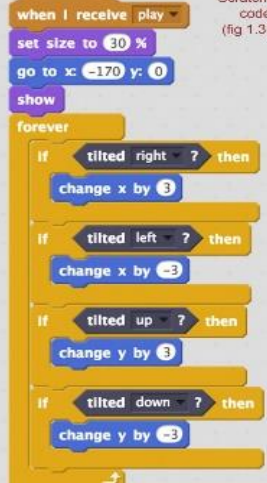 when I receive play
Scratch
code
(fig 1.3
set size to 30 %
go to x: -170 y: 0
show
forever
if tilted right ? then
change x by 3
if tilted left ? then
change x by -3
if tilted up ? then
change y by 3
if tilted down ? then
change y by -3